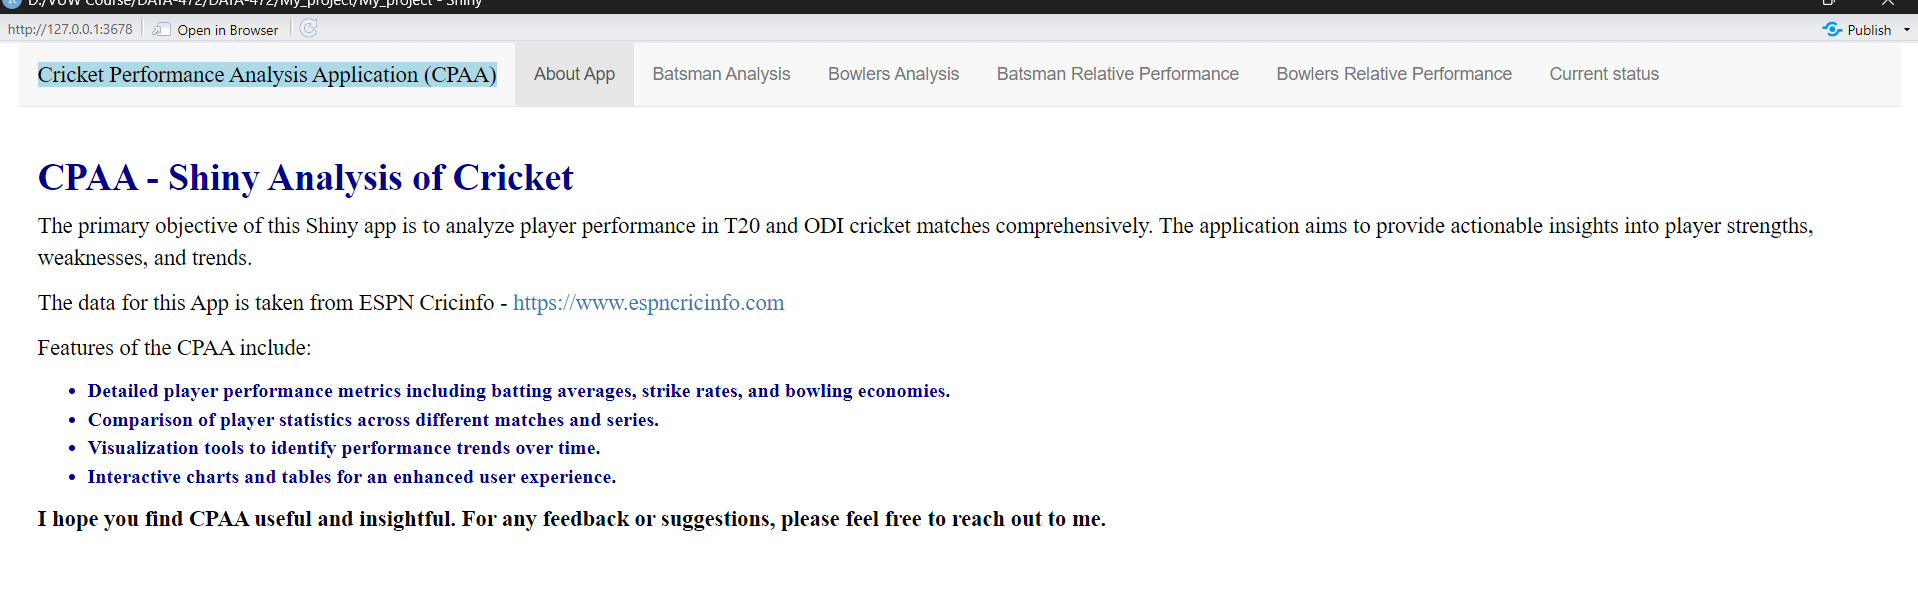 D:/VUW Course/DATA-472/DATA-472/My_project/My_project - Shiny
http://127.0.0.1:3678 Open in Browser Publish
Cricket Performance Analysis Application (CPAA) About App Batsman Analysis Bowlers Analysis Batsman Relative Performance Bowlers Relative Performance Current status
CPAA - Shiny Analysis of Cricket
The primary objective of this Shiny app is to analyze player performance in T20 and ODI cricket matches comprehensively. The application aims to provide actionable insights into player strengths,
weaknesses, and trends.
The data for this App is taken from ESPN Cricinfo - https://www.espncricinfo.com
Features of the CPAA include:
• Detailed player performance metrics including batting averages, strike rates, and bowling economies.
• Comparison of player statistics across different matches and series.
• Visualization tools to identify performance trends over time.
• Interactive charts and tables for an enhanced user experience.
I hope you find CPAA useful and insightful. For any feedback or suggestions, please feel free to reach out to me.